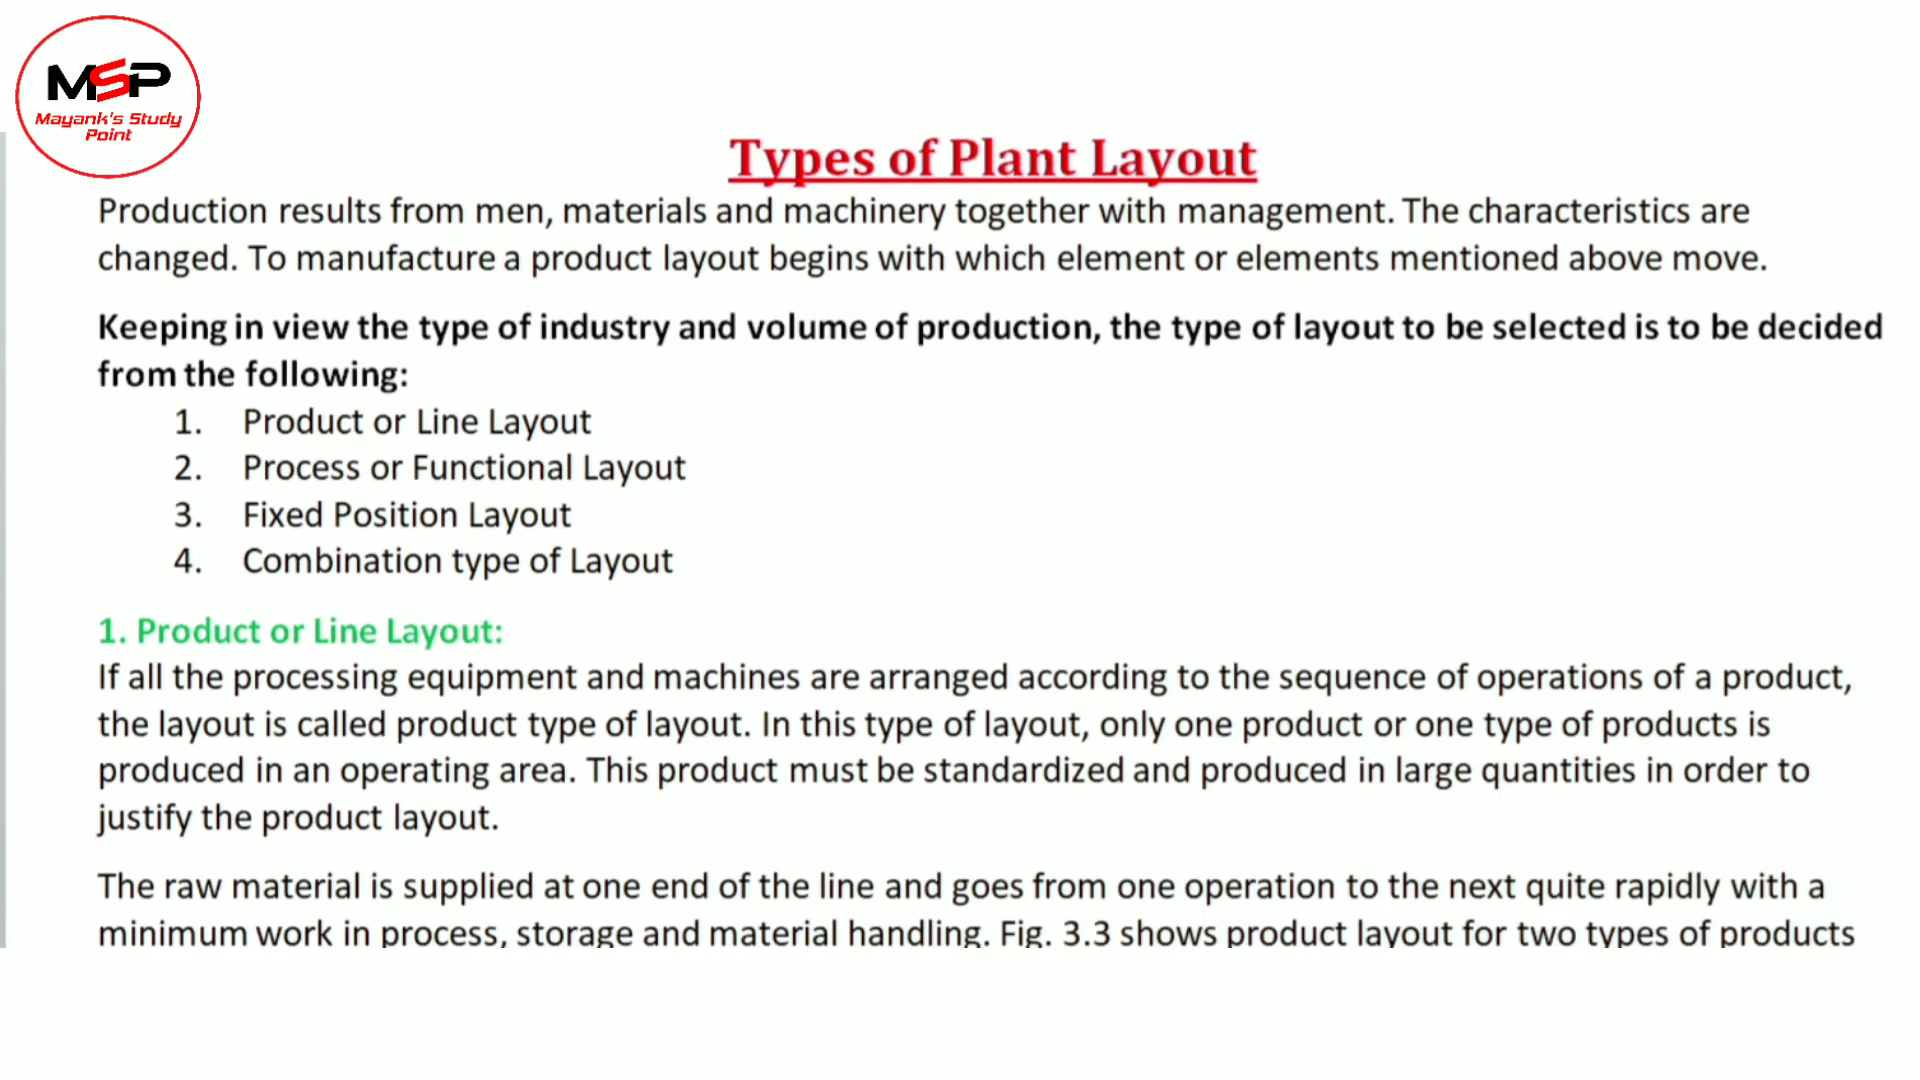 MSP
Mayank's Study
Point
Types of Plant Layout
Production results from men, materials and machinery together with management. The characteristics are
changed. To manufacture a product layout begins with which element or elements mentioned above move.
Keeping in view the type of industry and volume of production, the type of layout to be selected is to be decided
from the following:
1. Product or Line Layout
2. Process or Functional Layout
3. Fixed Position Layout
4. Combination type of Layout
1. Product or Line Layout:
If all the processing equipment and machines are arranged according to the sequence of operations of a product,
the layout is called product type of layout. In this type of layout, only one product or one type of products is
produced in an operating area. This product must be standardized and produced in large quantities in order to
justify the product layout.
The raw material is supplied at one end of the line and goes from one operation to the next quite rapidly with a
minimum work in process, storage and material handling. Fig. 3.3 shows product layout for two types of products